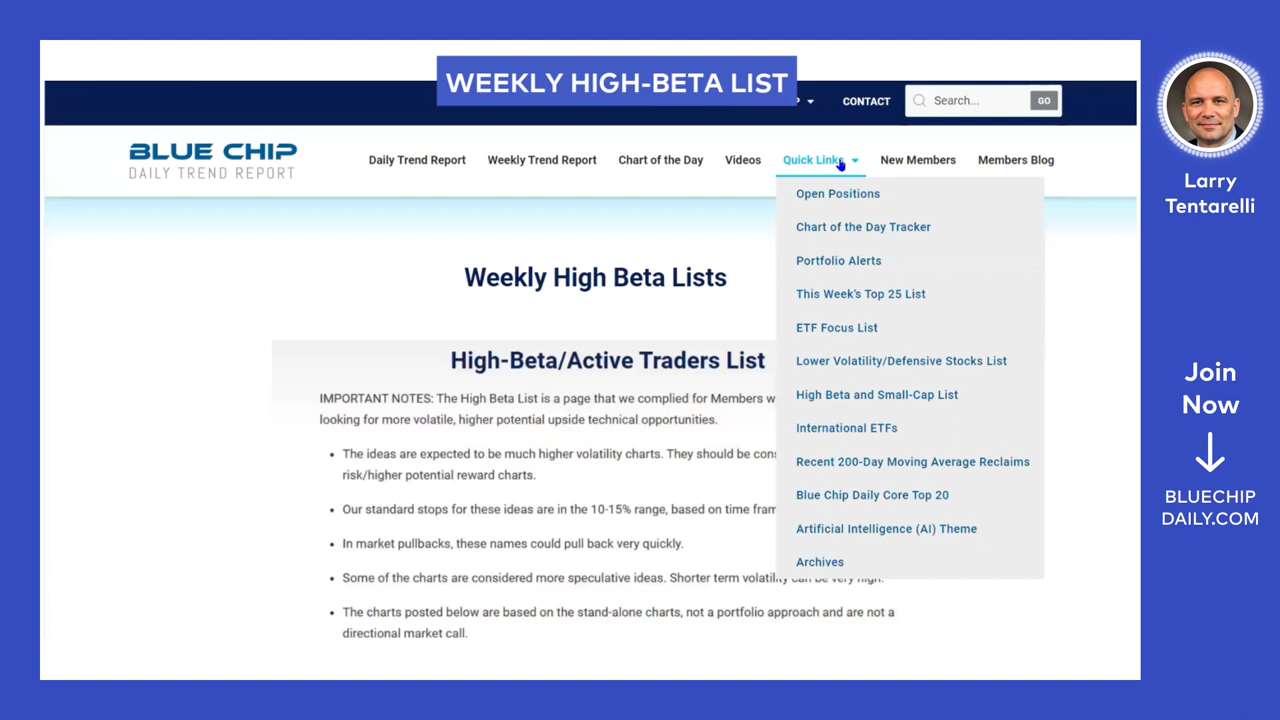 WEEKLY HIGH-BETA LIST
CONTACT
Search...
GO
BLUE CHIP
DAILY TREND REPORT
Daily Trend Report
Weekly Trend Report
Chart of the Day
Videos
Quick Links
New Members
Members Blog
Open Positions
Chart of the Day Tracker
Portfolio Alerts
This Week's Top 25 List
ETF Focus List
Lower Volatility/Defensive Stocks List
High Beta and Small-Cap List
International ETFs
Recent 200-Day Moving Average Reclaims
Blue Chip Daily Core Top 20
Artificial Intelligence (AI) Theme
Archives
Weekly High Beta Lists
High-Beta/Active Traders List
IMPORTANT NOTES: The High Beta List is a page that we complied for Members
looking for more volatile, higher potential upside technical opportunities.
• The ideas are expected to be much higher volatility charts. They should be
risk/higher potential reward charts.
• Our standard stops for these ideas are in the 10-15% range, based on time
• In market pullbacks, these names could pull back very quickly.
• Some of the charts are considered more speculative ideas. Shorter term volatility can be very high.
• The charts posted below are based on the stand-alone charts, not a portfolio approach and are not a
directional market call.
Larry
Tentarelli
Join
Now
BLUECHIP
DAILY.COM